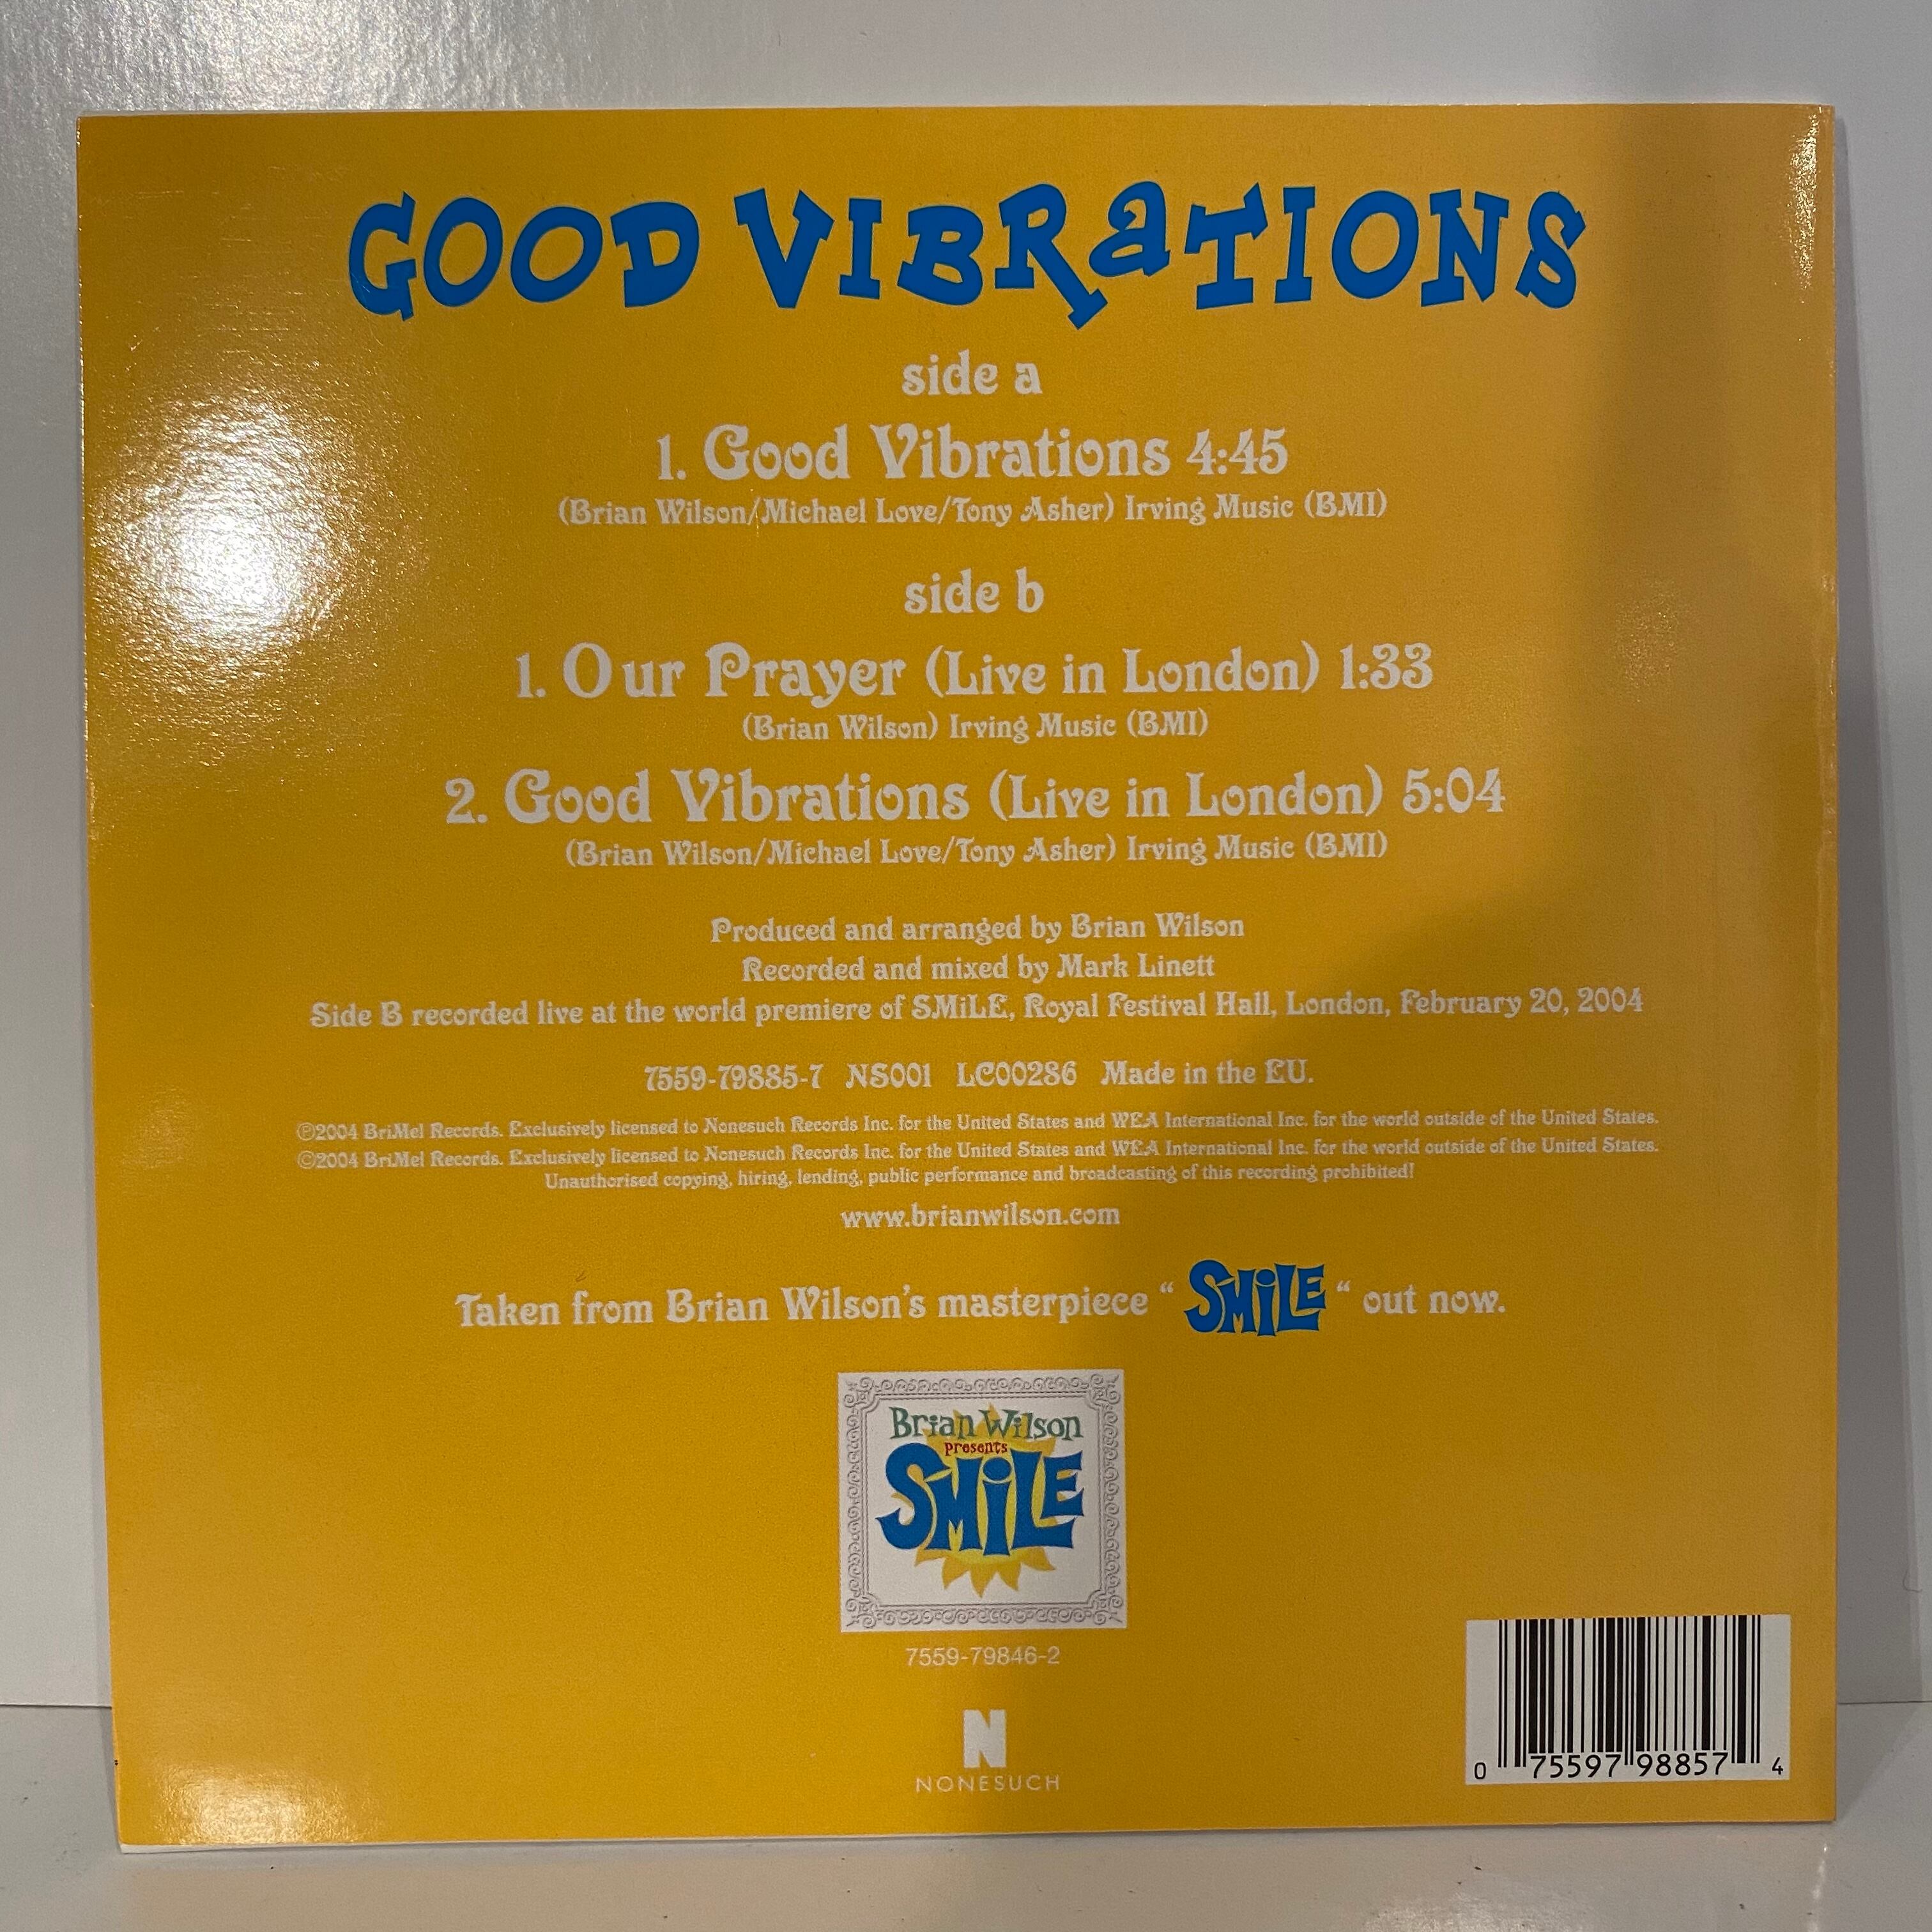 GOOD VIBRaTIONS
side a
1. Good Vibrations 4:45
(Brian Wilson/Michael Love/Tony Asher) Irving Music (BMI)
side b
1. Our Prayer (Live in London) 1:33
(Brian Wilson) Irving Music (BMI)
2. Good Vibrations (Live in London) 5:04
(Brian Wilson/Michael Love/Tony Asher) Irving Music (BMI)
Produced and arranged by Brian Wilson
Recorded and mixed by Mark Linett
Side B recorded live at the world premiere of SMiLE, Royal Festival Hall, London, February 20, 2004
7559-79885-7 NS001 LC00286 Made in the EU.
℗2004 BriMel Records. Exclusively licensed to Nonesuch Records Inc. for the United States and WEA International Inc. for the world outside of the United States.
©2004 BriMel Records. Exclusively licensed to Nonesuch Records Inc. for the United States and WEA International Inc. for the world outside of the United States.
Unauthorised copying, hiring, lending, public performance and broadcasting of this recording prohibited!
www.brianwilson.com
Taken from Brian Wilson's masterpiece “ SMiLE “ out now.
Brian Wilson
presents
SMiLE
7559-79846-2
N
NONESUCH
0 75597 98857 4